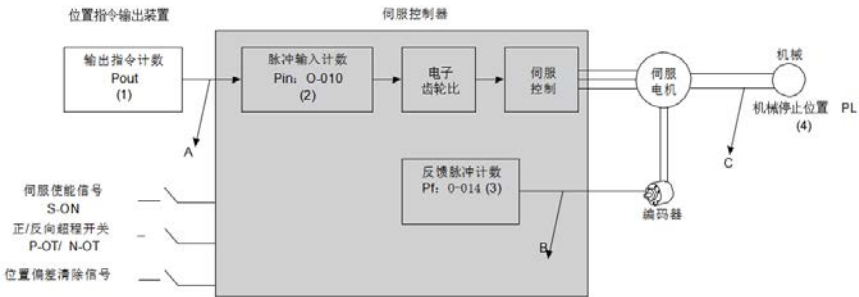 位置指令输出装置
伺服控制器
输出指令计数
Pout
(1)
脉冲输入计数
Pin：O-010
(2)
电子
齿轮比
伺服
控制
伺服
电机
机械
机械停止位置 PL
(4)
A
C
反馈脉冲计数
Pf：0-014 (3)
B
编码器
伺服使能信号
S-ON
正/反向超程开关
P-OT/ N-OT
位置偏差清除信号